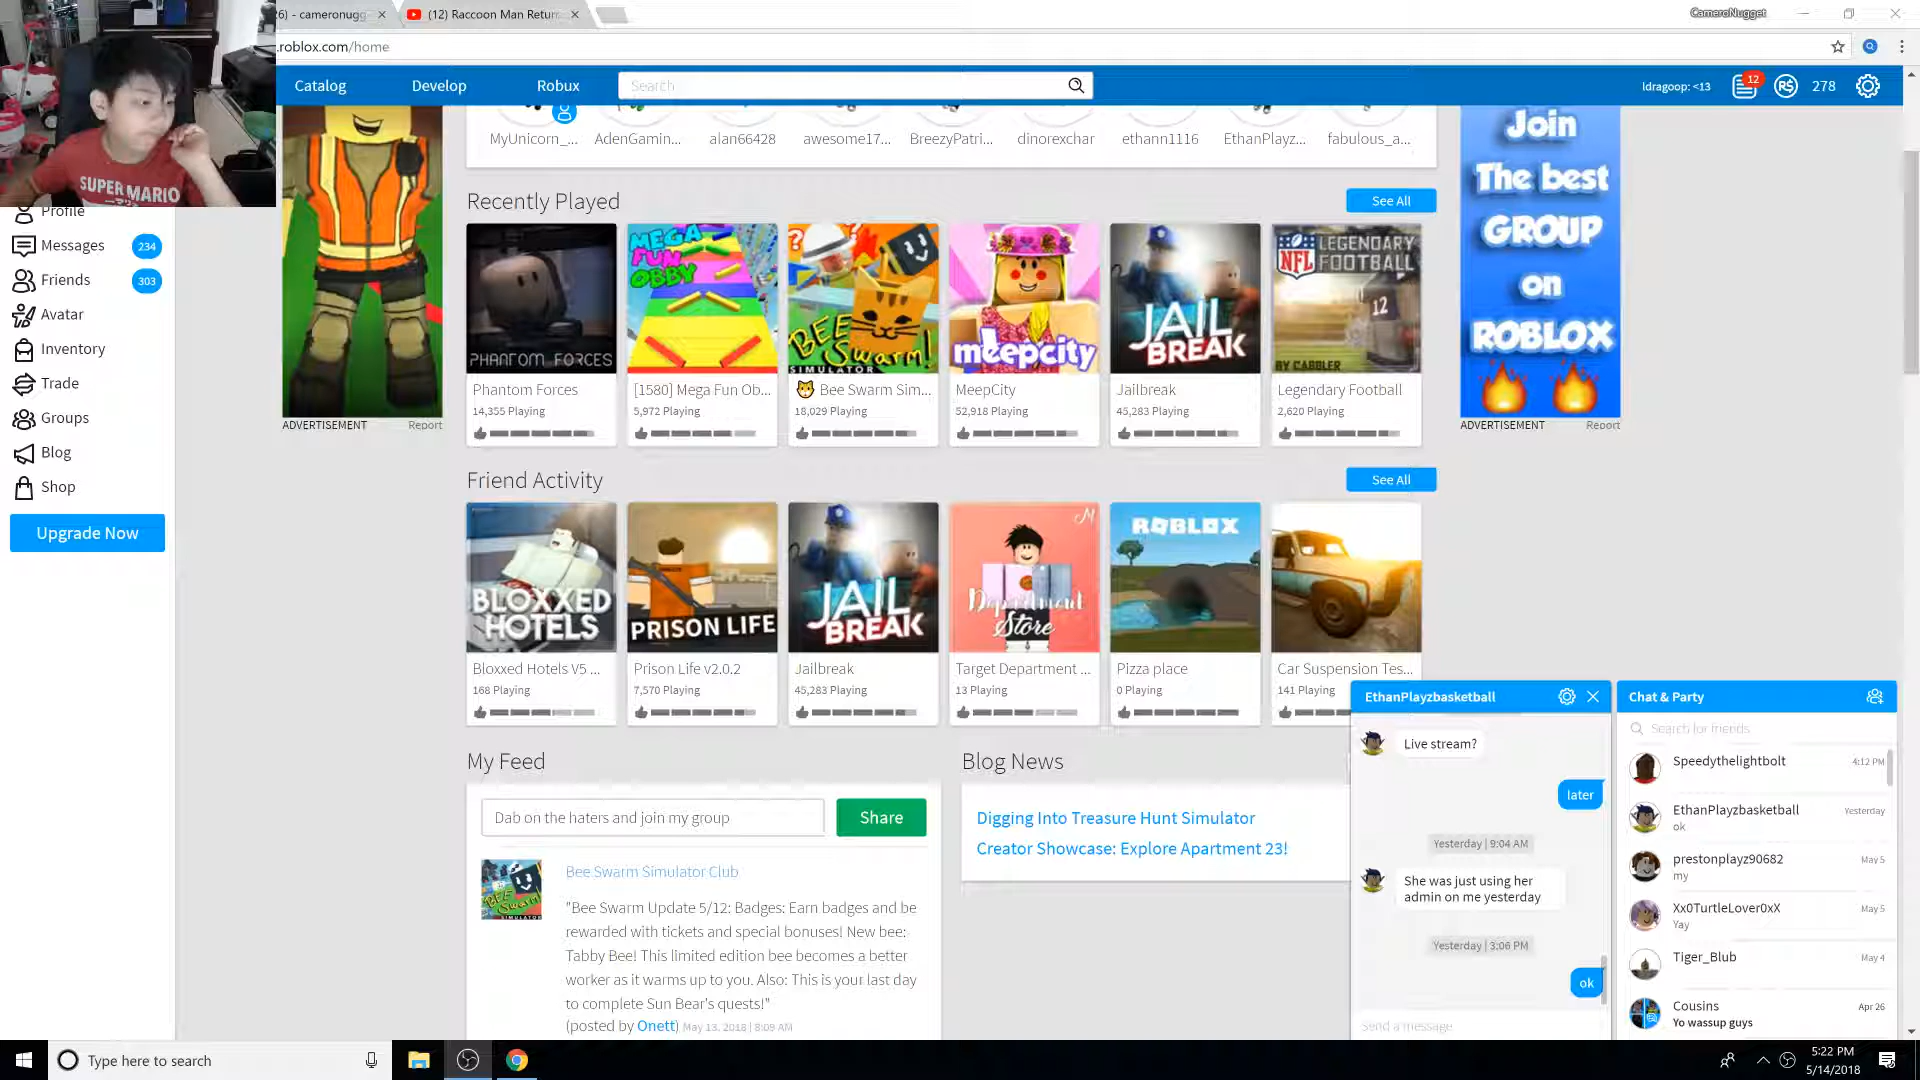 6) - cameronugg
(12) Raccoon Man Return
CameroNugget
.roblox.com/home
Catalog
Develop
Robux
Search
ldragoop: <13
12
278
SUPER MARIO
MyUnicorn_...
AdenGamin...
alan66428
awesome17...
BreezyPatri...
dinorexchar
ethann1116
EthanPlayz...
fabulous_a...
Profile
Messages
234
Friends
303
Avatar
Inventory
Trade
Groups
Blog
Shop
Upgrade Now
ADVERTISEMENT
Report
Join
The best
GROUP
on
ROBLOX
ADVERTISEMENT
Report
Recently Played
See All
PHANTOM FORCES
MEGA
FUN
OBBY
BEE
SWARM!
SIMULATOR
meepcity
JAIL
BREAK
NFL
LEGENDARY
FOOTBALL
12
BY CABBLER
Phantom Forces
14,355 Playing
[1580] Mega Fun Ob...
5,972 Playing
Bee Swarm Sim...
18,029 Playing
MeepCity
52,918 Playing
Jailbreak
45,283 Playing
Legendary Football
2,620 Playing
Friend Activity
See All
BLOXXED
HOTELS
PRISON LIFE
JAIL
BREAK
Department
Store
ROBLOX
Bloxxed Hotels V5 ...
168 Playing
Prison Life v2.0.2
7,570 Playing
Jailbreak
45,283 Playing
Target Department ...
13 Playing
Pizza place
0 Playing
Car Suspension Tes...
141 Playing
My Feed
Dab on the haters and join my group
Share
Bee Swarm Simulator Club
"Bee Swarm Update 5/12: Badges: Earn badges and be
rewarded with tickets and special bonuses! New bee:
Tabby Bee! This limited edition bee becomes a better
worker as it warms up to you. Also: This is your last day
to complete Sun Bear's quests!"
(posted by Onett) May 13, 2018 | 8:09 AM
Blog News
Digging Into Treasure Hunt Simulator
Creator Showcase: Explore Apartment 23!
EthanPlayzbasketball
Live stream?
later
Yesterday | 9:04 AM
She was just using her
admin on me yesterday
Yesterday | 3:06 PM
ok
Send a message
Chat & Party
Search for friends
Speedythelightbolt
4:12 PM
EthanPlayzbasketball
Yesterday
ok
prestonplayz90682
May 5
my
Xx0TurtleLover0xX
May 5
Yay
Tiger_Blub
May 4
Cousins
Apr 26
Yo wassup guys
Type here to search
5:22 PM
5/14/2018